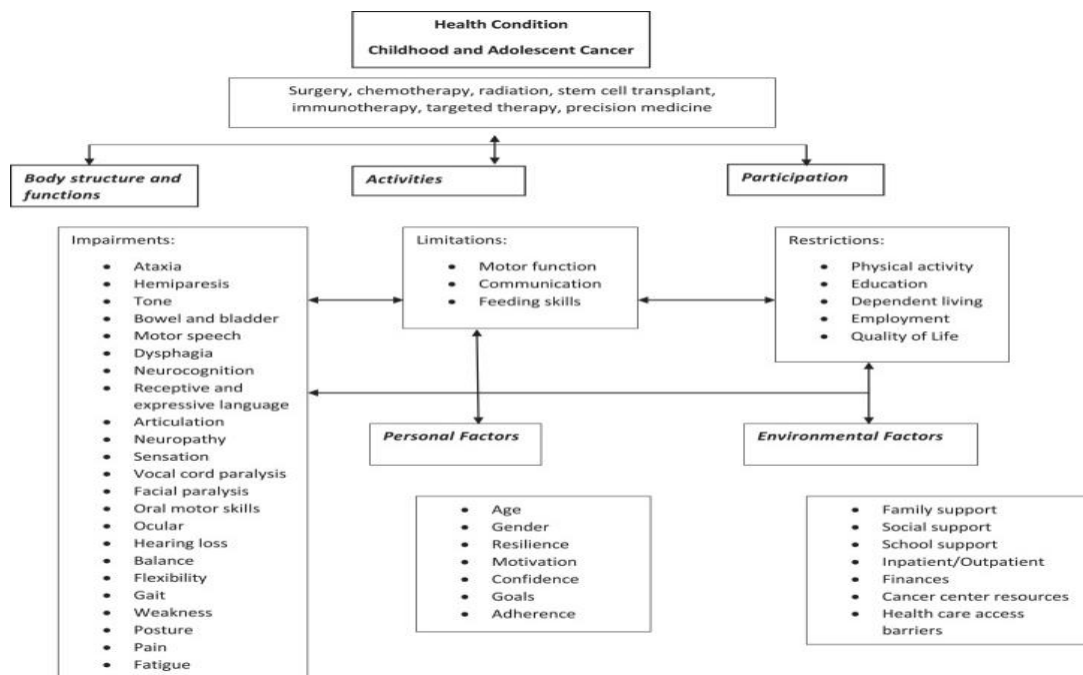 Health Condition
Childhood and Adolescent Cancer
Surgery, chemotherapy, radiation, stem cell transplant,
immunotherapy, targeted therapy, precision medicine
Body structure and
functions
Activities
Participation
Impairments:
• Ataxia
• Hemiparesis
• Tone
• Bowel and bladder
• Motor speech
• Dysphagia
• Neurocognition
• Receptive and
expressive language
• Articulation
• Neuropathy
• Sensation
• Vocal cord paralysis
• Facial paralysis
• Oral motor skills
• Ocular
• Hearing loss
• Balance
• Flexibility
• Gait
• Weakness
• Posture
• Pain
• Fatigue
Limitations:
• Motor function
• Communication
• Feeding skills
Restrictions:
• Physical activity
• Education
• Dependent living
• Employment
• Quality of Life
Personal Factors
Environmental Factors
• Age
• Gender
• Resilience
• Motivation
• Confidence
• Goals
• Adherence
• Family support
• Social support
• School support
• Inpatient/Outpatient
• Finances
• Cancer center resources
• Health care access
barriers